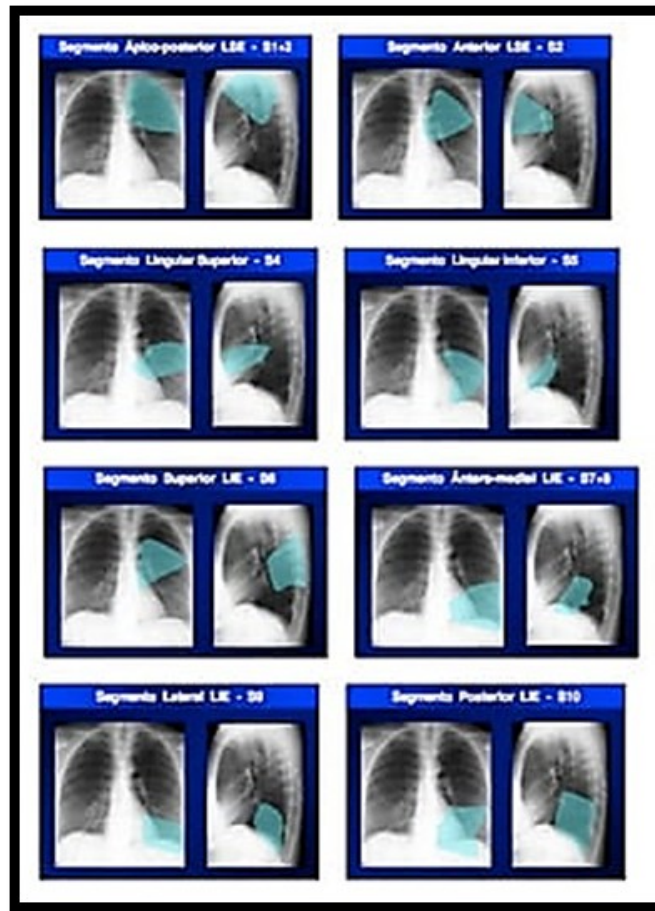 Segmento Ápico-posterior LSE - S1+3
Segmento Anterior LSE - S3
Segmento Lingular Superior - S4
Segmento Lingular Inferior - S5
Segmento Superior LIE - S6
Segmento Ântero-medial LIE - S7+8
Segmento Lateral LIE - S9
Segmento Posterior LIE - S10